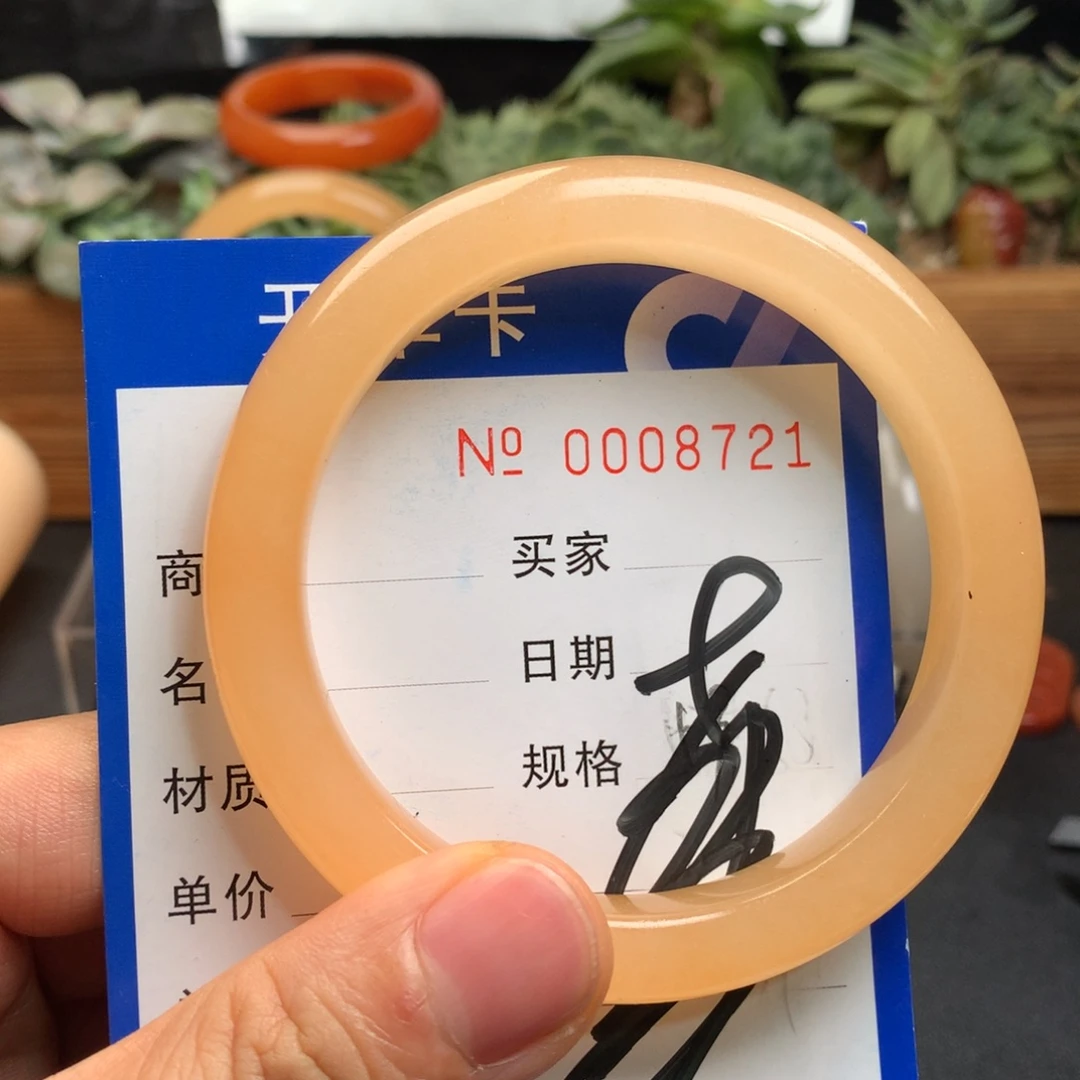 卡
№ 0008721
商 买家
名 日期
材质 规格
单价